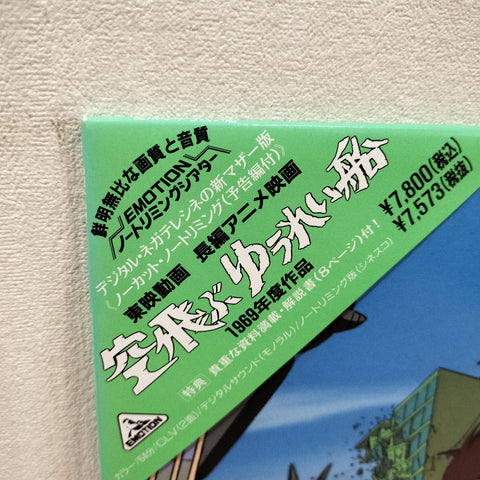 鮮明無比な画質と音質
EMOTION
ノートリミングシアター
デジタル・ネガテレシネの新マザー版
《ノーカット・ノートリミング(予告編付)》
東映動画 長編アニメ映画
空飛ぶゆうれい船
1969年度作品
¥7,800(税込)
¥7,573(税抜)
[特典] 貴重な資料満載・解説書(8ページ)付!
カラー/60分/CLV(2面)/デジタルサウンド(モノラル)/ノートリミング版(シネスコ)
EMOTION